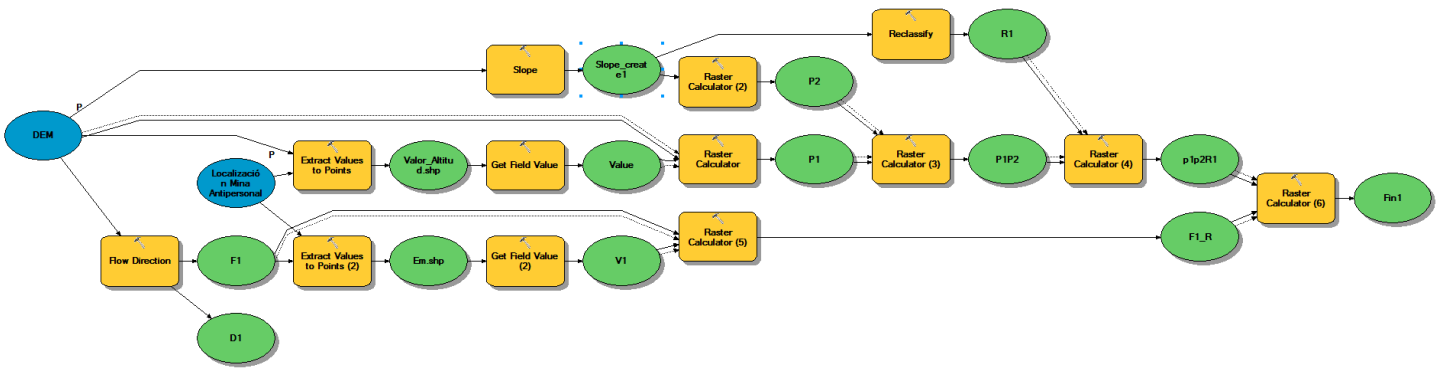 Reclassify
R1
Slope
Slope_creat
e1
Raster
Calculator (2)
P2
P
DEM
Extract Values
to Points
P
Valor_Altitu
d.shp
Get Field Value
Value
Raster
Calculator
P1
Raster
Calculator (3)
P1P2
Raster
Calculator (4)
p1p2R1
Localizació
n Mina
Antipersonal
Raster
Calculator (6)
Fin1
Flow Direction
F1
Extract Values
to Points (2)
Em.shp
Get Field Value
(2)
V1
Raster
Calculator (5)
F1_R
D1